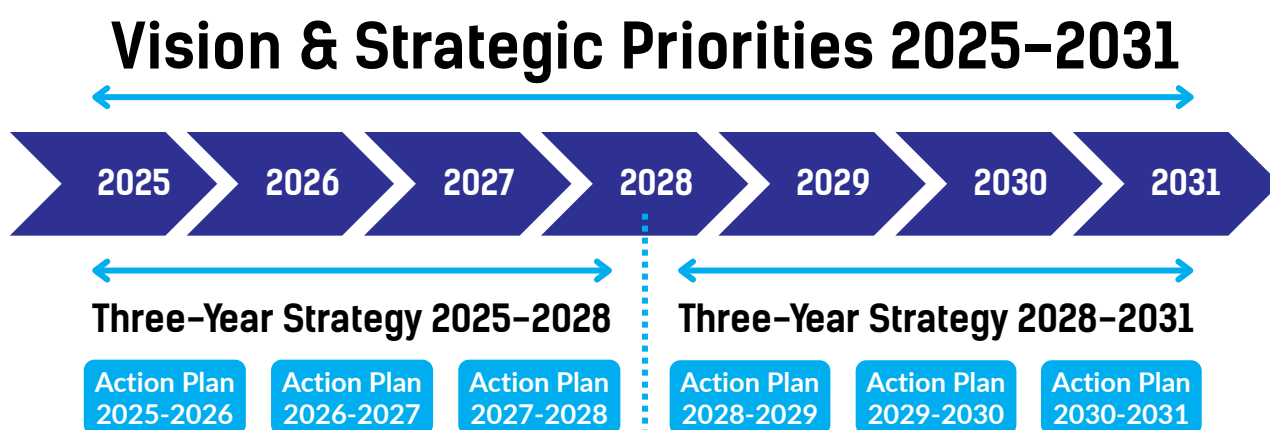 Vision & Strategic Priorities 2025–2031
2025 2026 2027 2028 2029 2030 2031
Three–Year Strategy 2025–2028 Three–Year Strategy 2028–2031
Action Plan Action Plan Action Plan Action Plan Action Plan Action Plan
2025-2026 2026-2027 2027-2028 2028-2029 2029-2030 2030-2031